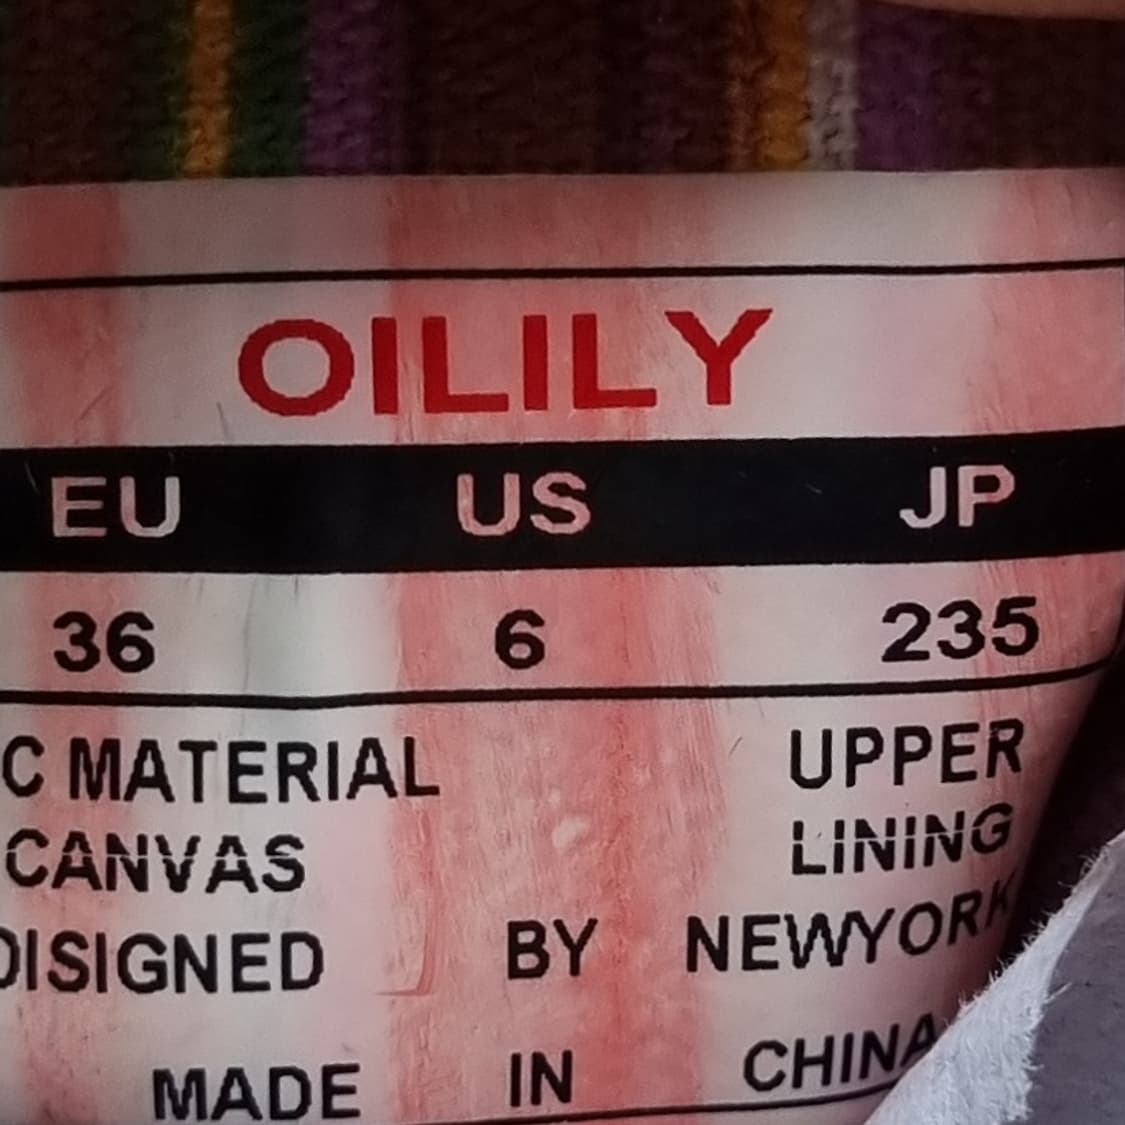 OILILY
EU US JP
36 6 235
C MATERIAL UPPER
CANVAS LINING
DISIGNED BY NEWYORK
MADE IN CHINA